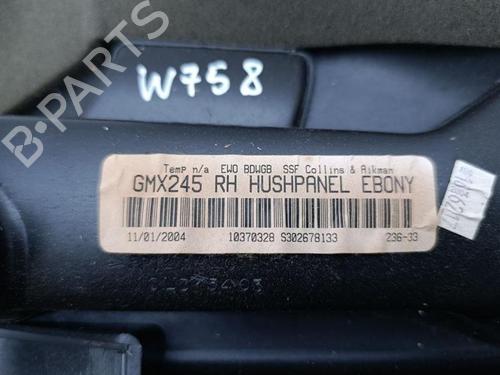 W758
B-PARTS
Temp n/a EWO BDWGB SSF Collins & Aikman
GMX245 RH HUSHPANEL EBONY
11/01/2004 10370328 S302678133 236-33